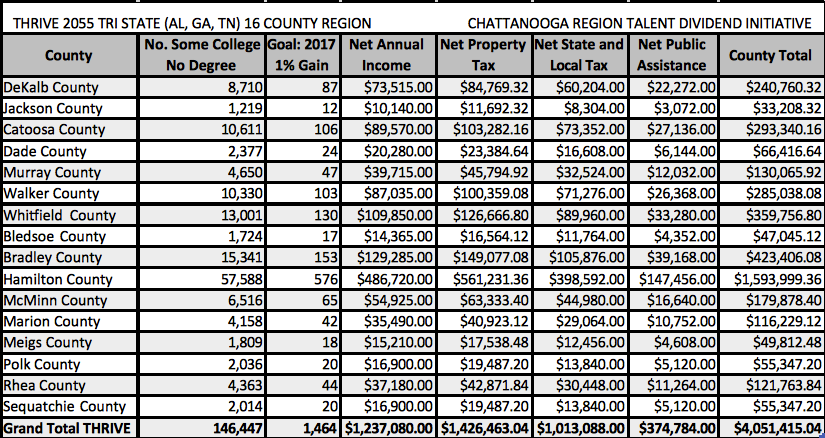 THRIVE 2055 TRI STATE (AL, GA, TN) 16 COUNTY REGION CHATTANOOGA REGION TALENT DIVIDEND INITIATIVE
County No. Some College No Degree Goal: 2017 1% Gain Net Annual Income Net Property Tax Net State and Local Tax Net Public Assistance County Total
DeKalb County 8,710 87 $73,515.00 $84,769.32 $60,204.00 $22,272.00 $240,760.32
Jackson County 1,219 12 $10,140.00 $11,692.32 $8,304.00 $3,072.00 $33,208.32
Catoosa County 10,611 106 $89,570.00 $103,282.16 $73,352.00 $27,136.00 $293,340.16
Dade County 2,377 24 $20,280.00 $23,384.64 $16,608.00 $6,144.00 $66,416.64
Murray County 4,650 47 $39,715.00 $45,794.92 $32,524.00 $12,032.00 $130,065.92
Walker County 10,330 103 $87,035.00 $100,359.08 $71,276.00 $26,368.00 $285,038.08
Whitfield County 13,001 130 $109,850.00 $126,666.80 $89,960.00 $33,280.00 $359,756.80
Bledsoe County 1,724 17 $14,365.00 $16,564.12 $11,764.00 $4,352.00 $47,045.12
Bradley County 15,341 153 $129,285.00 $149,077.08 $105,876.00 $39,168.00 $423,406.08
Hamilton County 57,588 576 $486,720.00 $561,231.36 $398,592.00 $147,456.00 $1,593,999.36
McMinn County 6,516 65 $54,925.00 $63,333.40 $44,980.00 $16,640.00 $179,878.40
Marion County 4,158 42 $35,490.00 $40,923.12 $29,064.00 $10,752.00 $116,229.12
Meigs County 1,809 18 $15,210.00 $17,538.48 $12,456.00 $4,608.00 $49,812.48
Polk County 2,036 20 $16,900.00 $19,487.20 $13,840.00 $5,120.00 $55,347.20
Rhea County 4,363 44 $37,180.00 $42,871.84 $30,448.00 $11,264.00 $121,763.84
Sequatchie County 2,014 20 $16,900.00 $19,487.20 $13,840.00 $5,120.00 $55,347.20
Grand Total THRIVE 146,447 1,464 $1,237,080.00 $1,426,463.04 $1,013,088.00 $374,784.00 $4,051,415.04